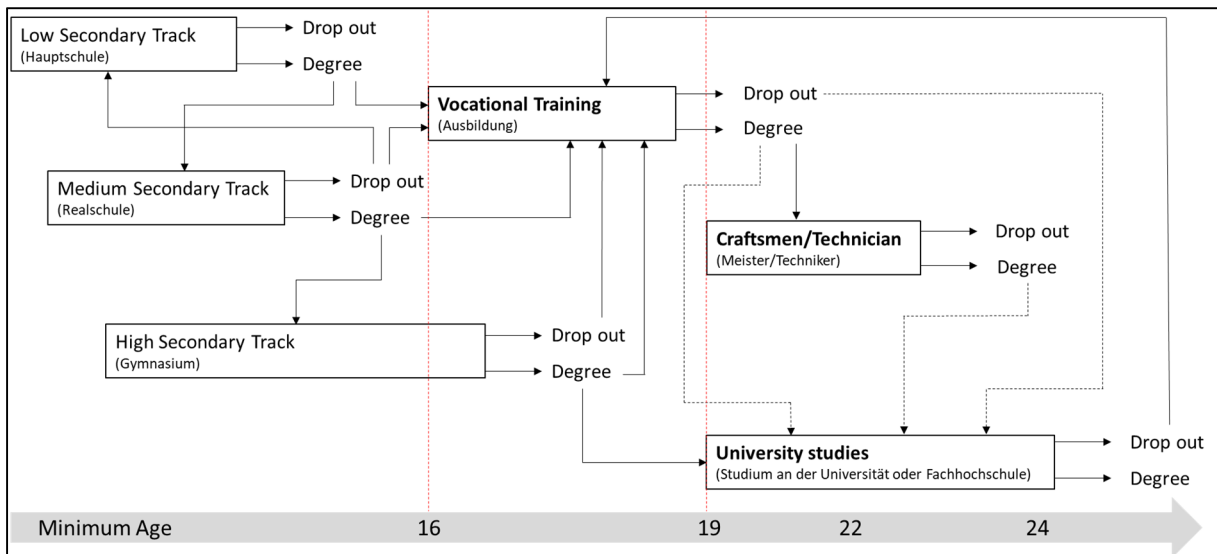 Low Secondary Track
(Hauptschule)
Drop out
Degree
Vocational Training
(Ausbildung)
Drop out
Degree
Medium Secondary Track
(Realschule)
Drop out
Degree
Craftsmen/Technician
(Meister/Techniker)
Drop out
Degree
High Secondary Track
(Gymnasium)
Drop out
Degree
University studies
(Studium an der Universität oder Fachhochschule)
Drop out
Degree
Minimum Age 16 19 22 24